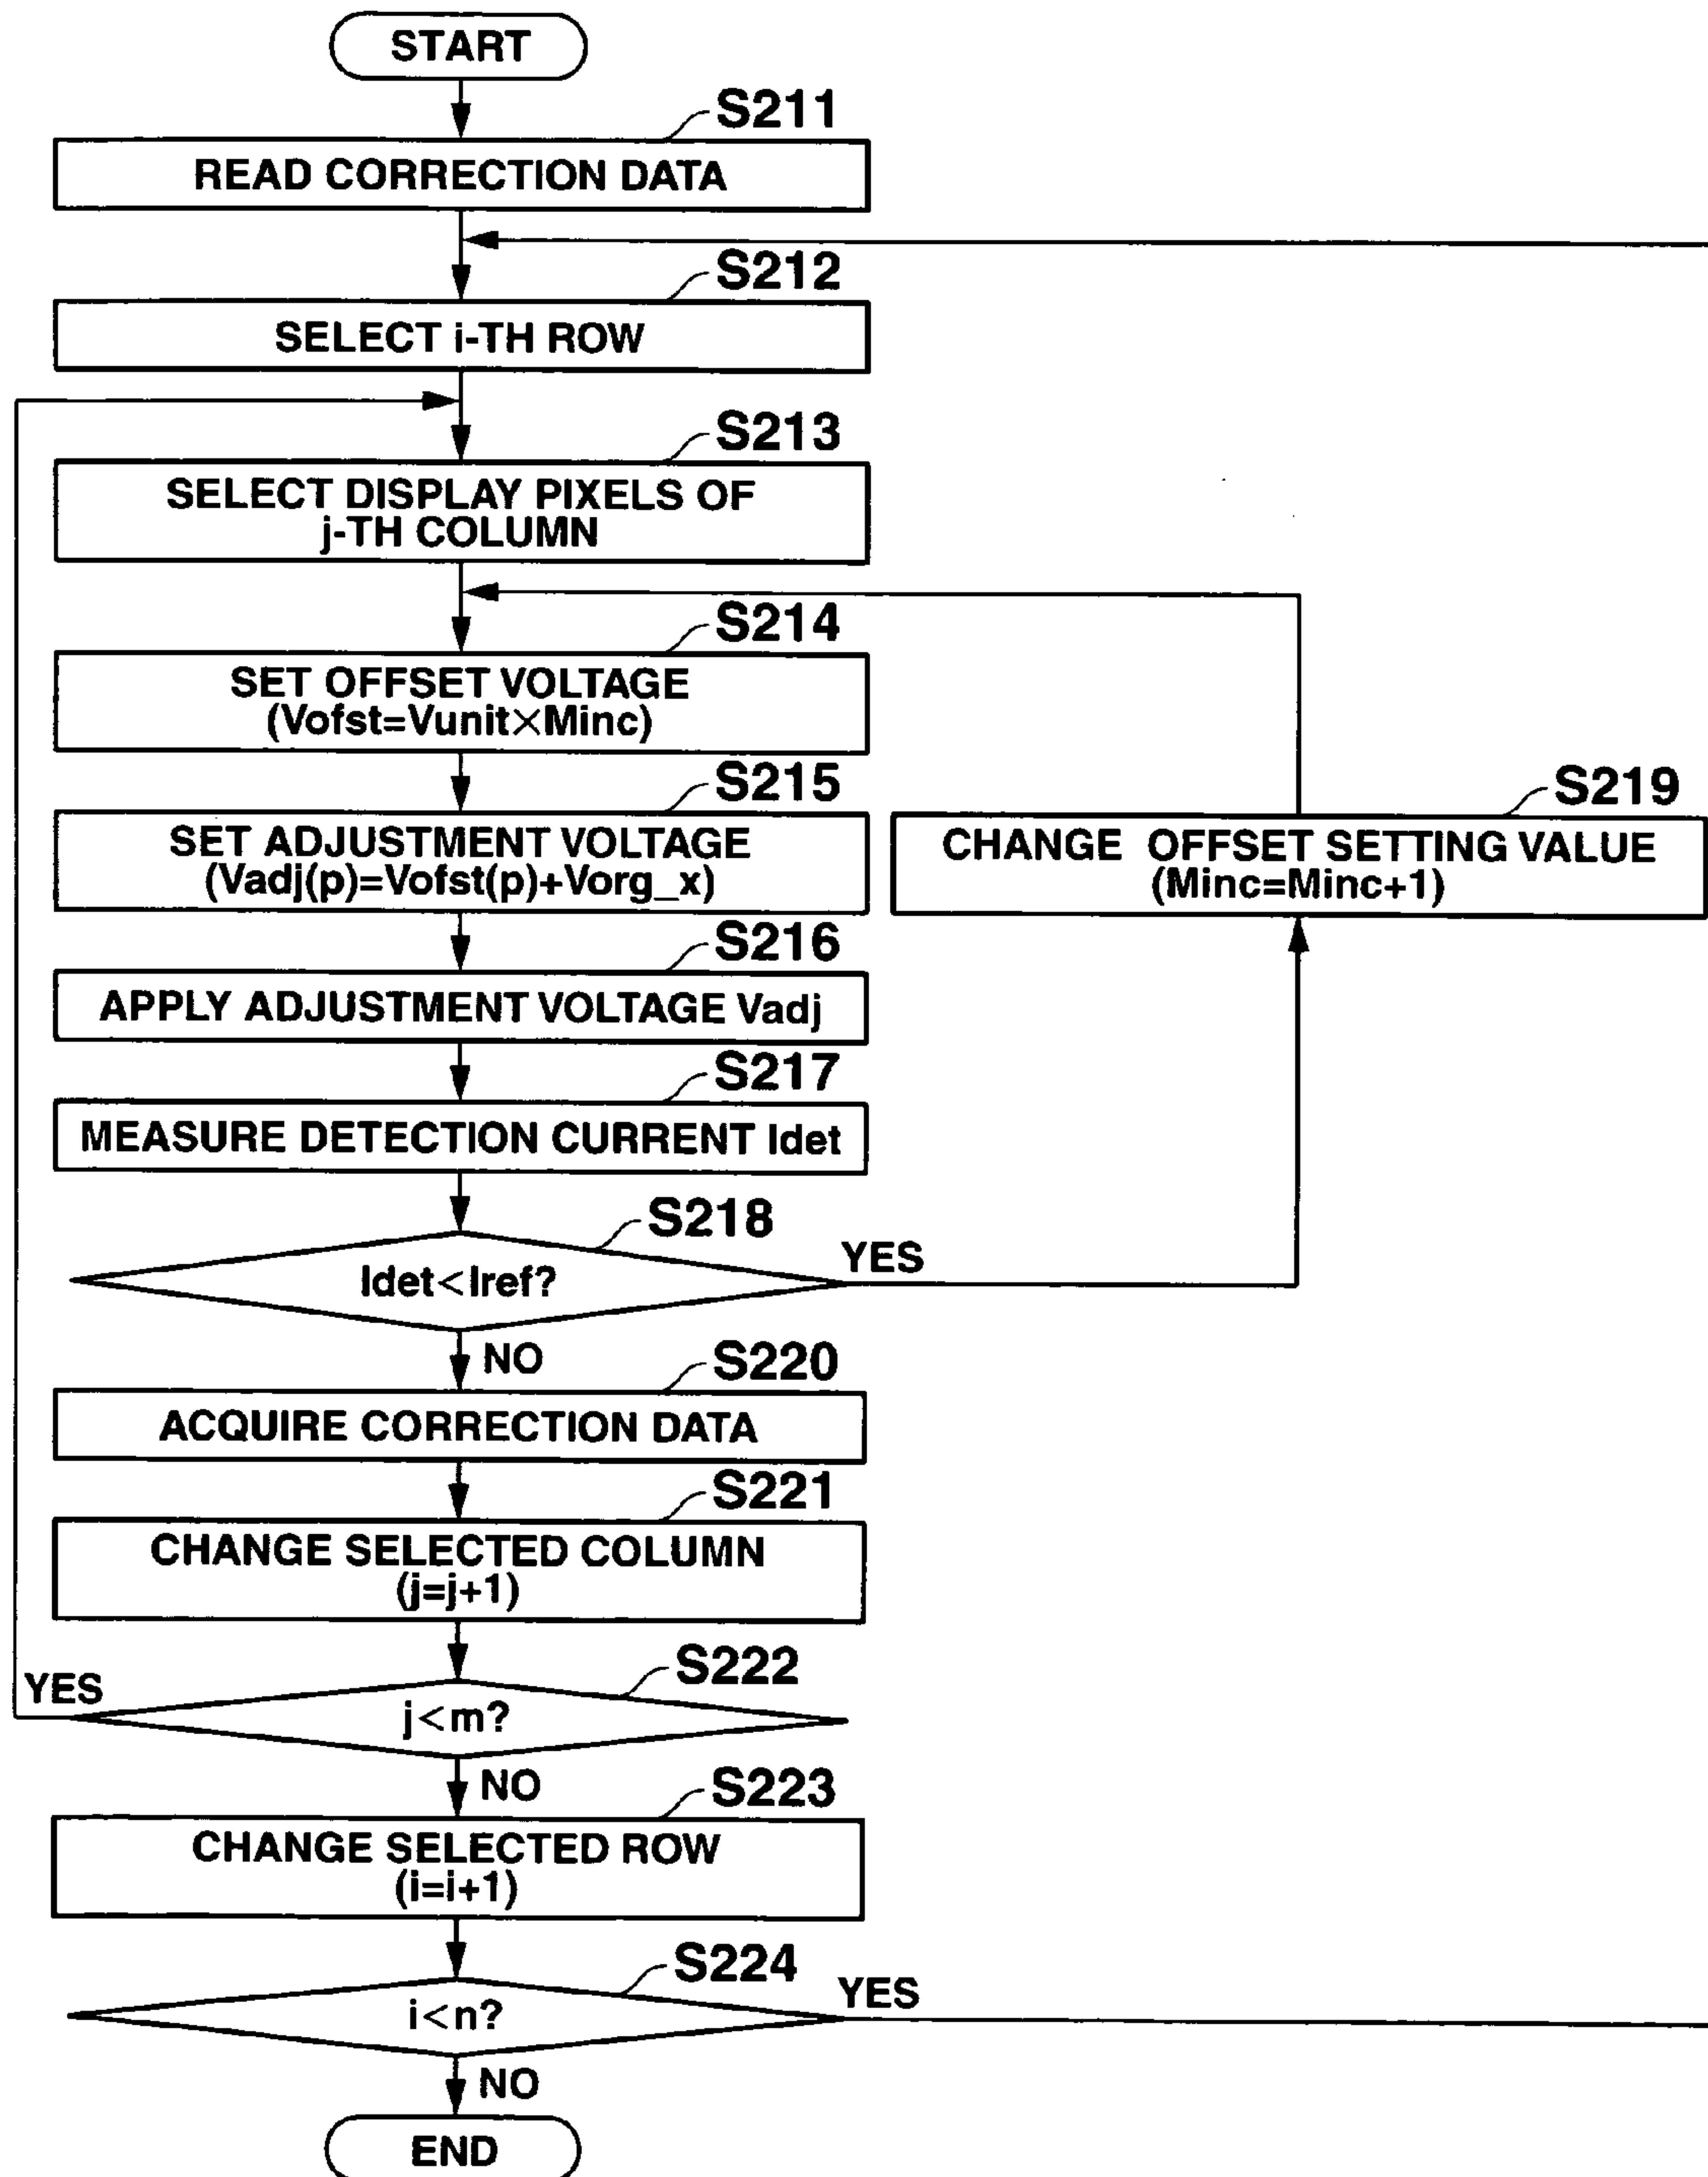 START
S211
READ CORRECTION DATA
S212
SELECT i-TH ROW
S213
SELECT DISPLAY PIXELS OF
j-TH COLUMN
S214
SET OFFSET VOLTAGE
(Vofst=Vunit×Minc)
S215
SET ADJUSTMENT VOLTAGE
(Vadj(p)=Vofst(p)+Vorg_x)
S219
CHANGE OFFSET SETTING VALUE
(Minc=Minc+1)
S216
APPLY ADJUSTMENT VOLTAGE Vadj
S217
MEASURE DETECTION CURRENT Idet
S218
Idet<Iref?
YES
NO
S220
ACQUIRE CORRECTION DATA
S221
CHANGE SELECTED COLUMN
(j=j+1)
S222
YES
j<m?
NO
S223
CHANGE SELECTED ROW
(i=i+1)
S224
i<n?
YES
NO
END